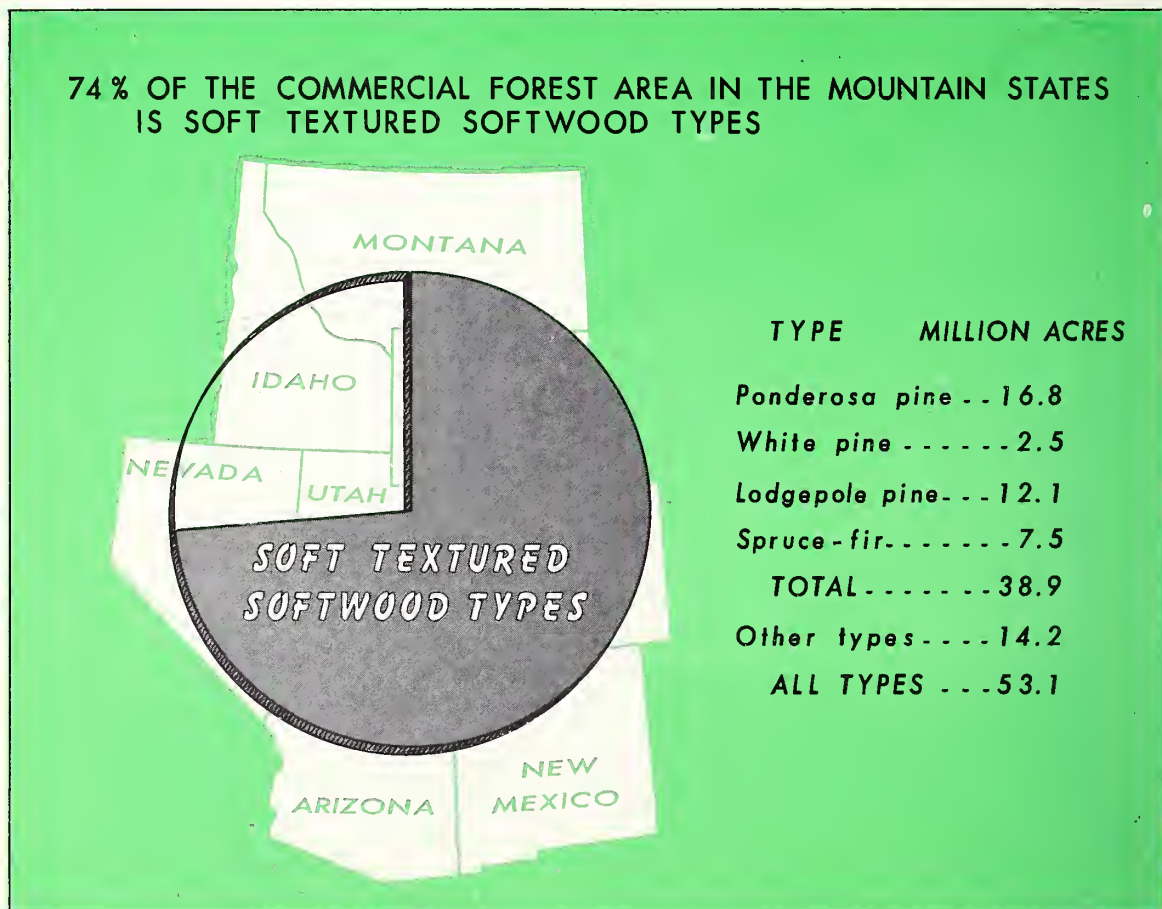 74% OF THE COMMERCIAL FOREST AREA IN THE MOUNTAIN STATES
IS SOFT TEXTURED SOFTWOOD TYPES
MONTANA
IDAHO
NEVADA
UTAH
SOFT TEXTURED
SOFTWOOD TYPES
ARIZONA
NEW
MEXICO
TYPE MILLION ACRES
Ponderosa pine -- 16.8
White pine ------ 2.5
Lodgepole pine--- 12.1
Spruce-fir------- 7.5
TOTAL------- 38.9
Other types---- 14.2
ALL TYPES --- 53.1